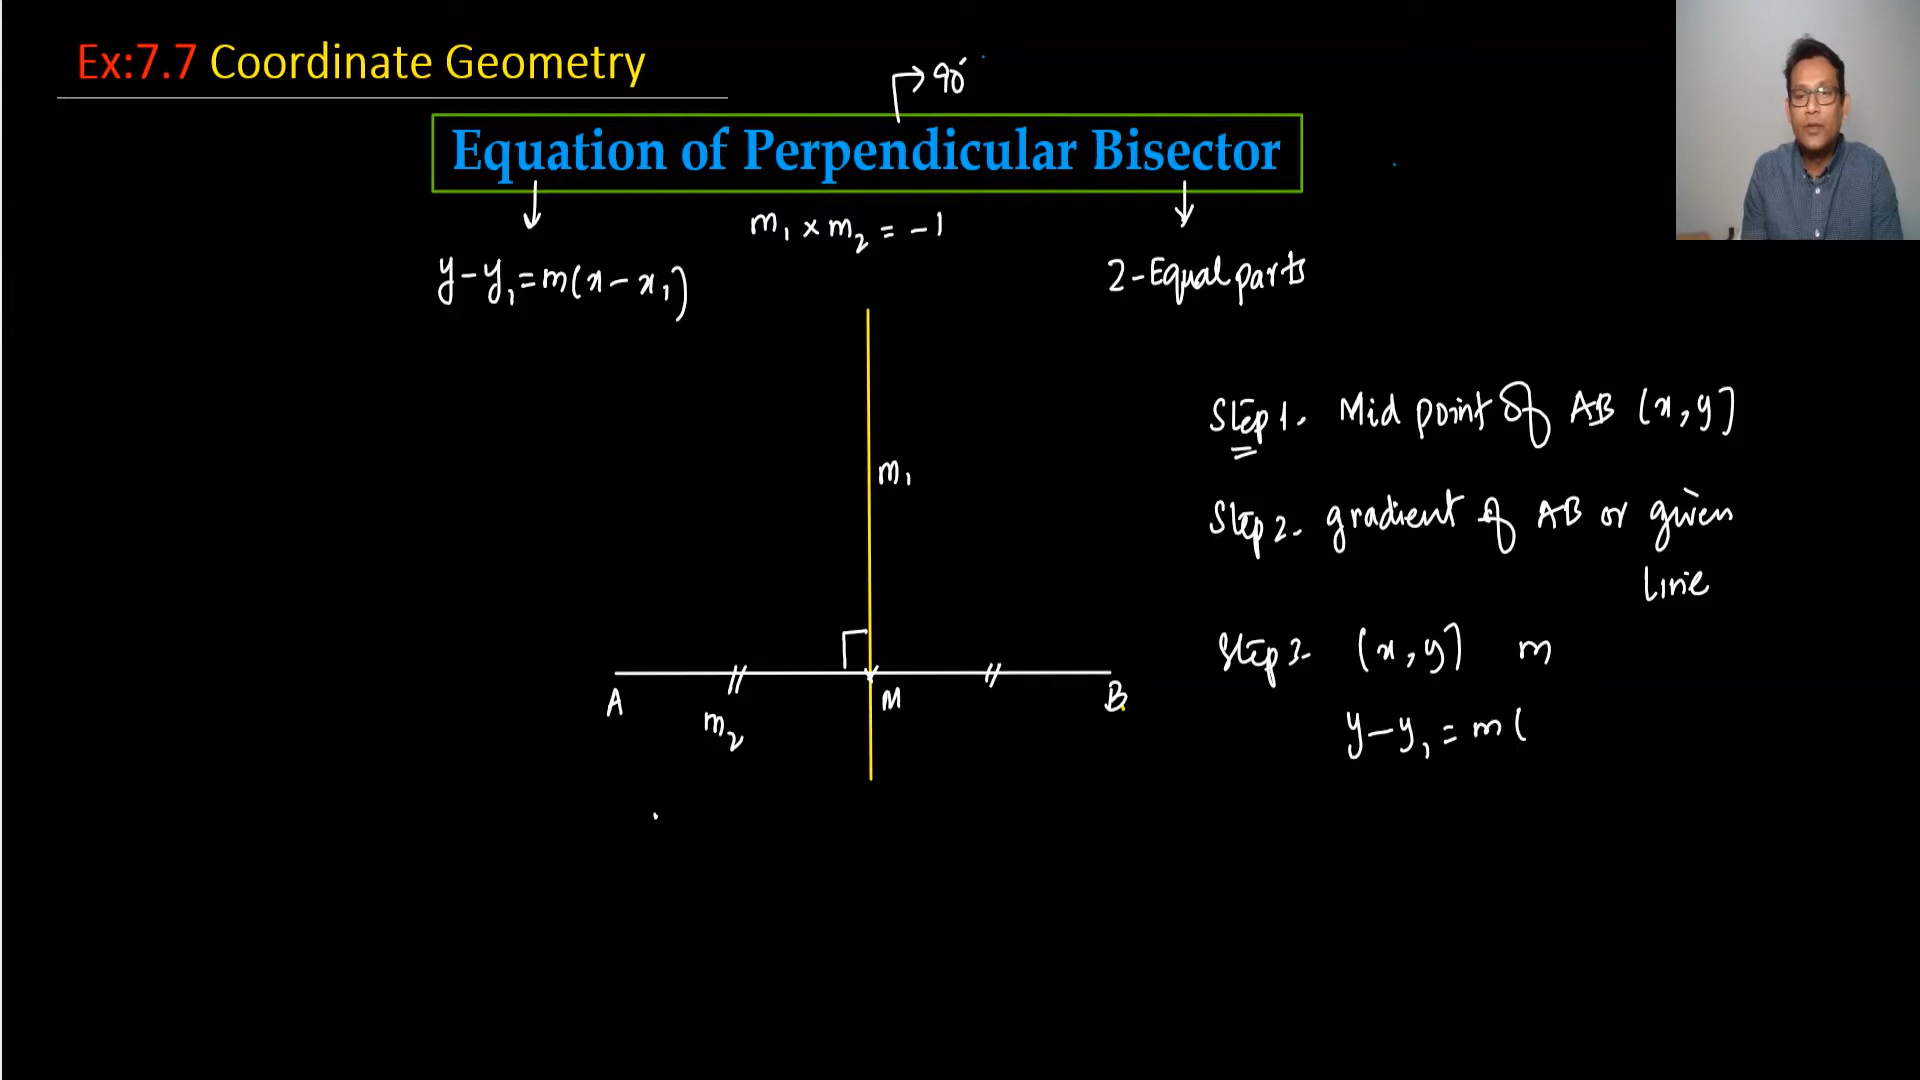 Ex:7.7 Coordinate Geometry
90°
Equation of Perpendicular Bisector
m₁ × m₂ = -1
y-y₁=m(x-x₁)
2-Equal parts
Step 1. Mid point of AB (x,y)
m₁
Step 2. gradient of AB or given
line
Step 3- (x,y) m
A
M
B
m₂
y-y₁ = m(